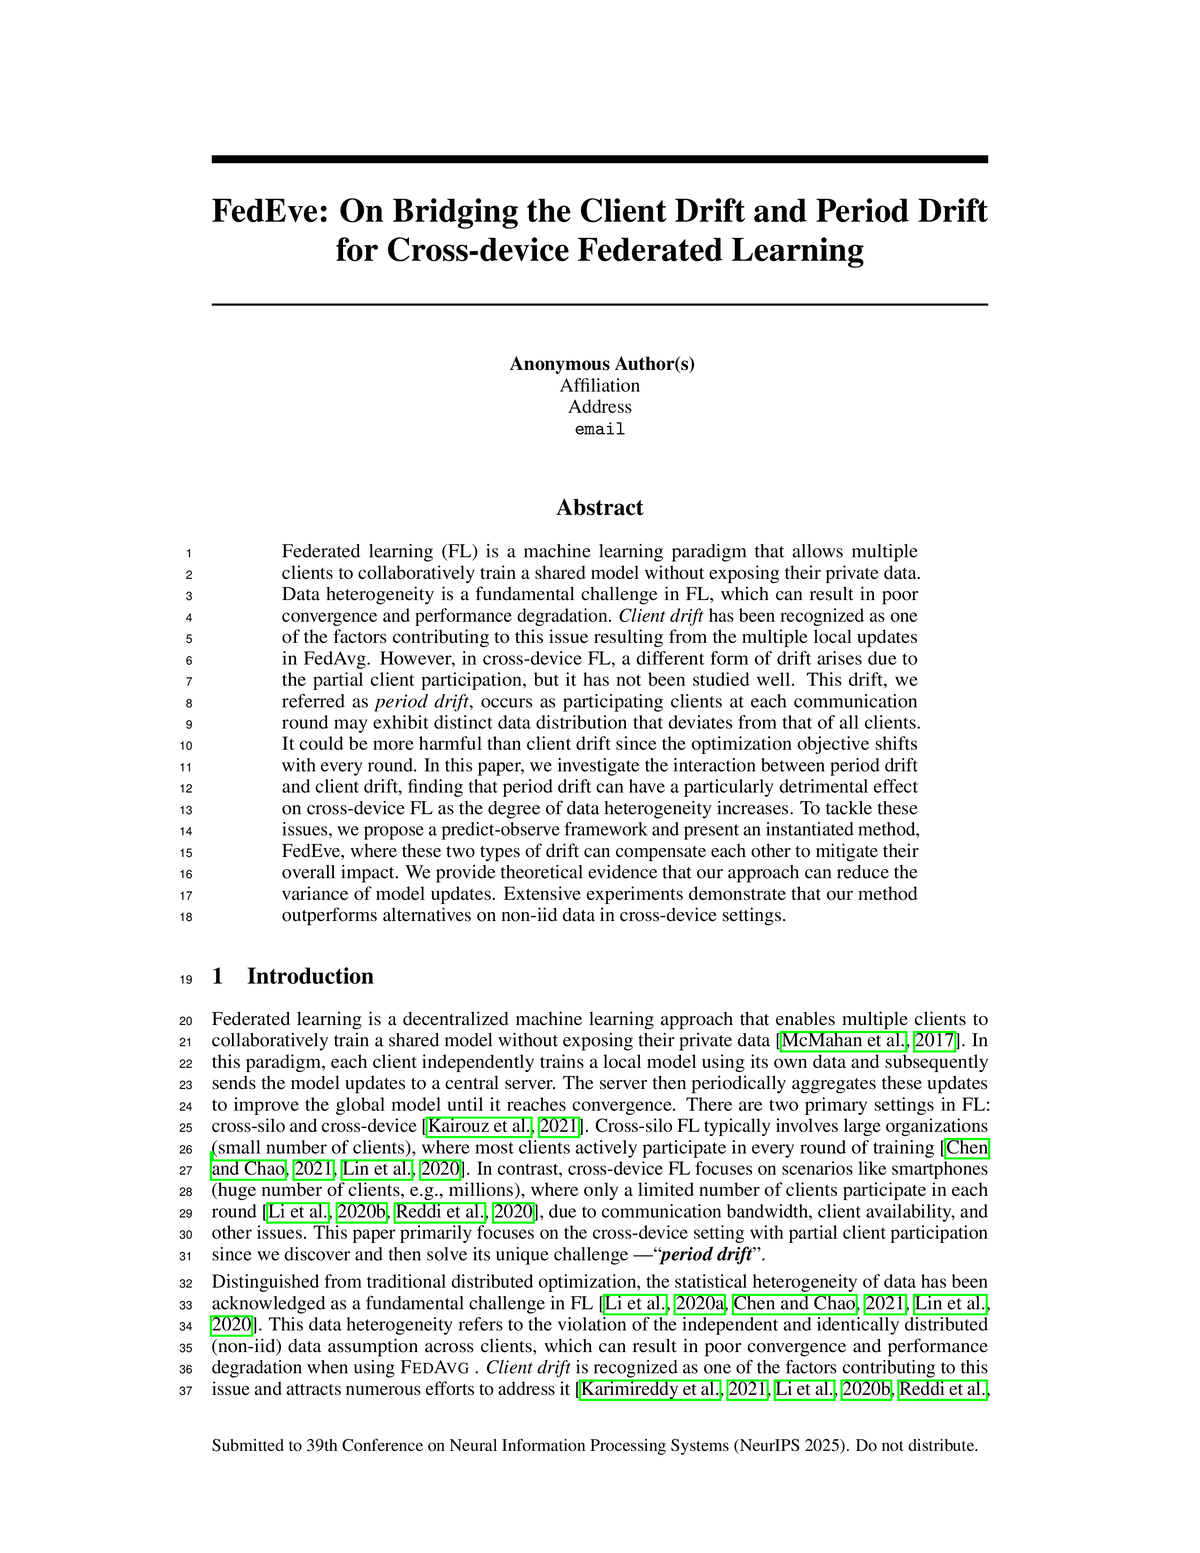 FedEve: On Bridging the Client Drift and Period Drift
for Cross-device Federated Learning
Anonymous Author(s)
Affiliation
Address
email
Abstract
1 Federated learning (FL) is a machine learning paradigm that allows multiple
2 clients to collaboratively train a shared model without exposing their private data.
3 Data heterogeneity is a fundamental challenge in FL, which can result in poor
4 convergence and performance degradation. Client drift has been recognized as one
5 of the factors contributing to this issue resulting from the multiple local updates
6 in FedAvg. However, in cross-device FL, a different form of drift arises due to
7 the partial client participation, but it has not been studied well. This drift, we
8 referred as period drift, occurs as participating clients at each communication
9 round may exhibit distinct data distribution that deviates from that of all clients.
10 It could be more harmful than client drift since the optimization objective shifts
11 with every round. In this paper, we investigate the interaction between period drift
12 and client drift, finding that period drift can have a particularly detrimental effect
13 on cross-device FL as the degree of data heterogeneity increases. To tackle these
14 issues, we propose a predict-observe framework and present an instantiated method,
15 FedEve, where these two types of drift can compensate each other to mitigate their
16 overall impact. We provide theoretical evidence that our approach can reduce the
17 variance of model updates. Extensive experiments demonstrate that our method
18 outperforms alternatives on non-iid data in cross-device settings.
19 1 Introduction
20 Federated learning is a decentralized machine learning approach that enables multiple clients to
21 collaboratively train a shared model without exposing their private data [McMahan et al., 2017]. In
22 this paradigm, each client independently trains a local model using its own data and subsequently
23 sends the model updates to a central server. The server then periodically aggregates these updates
24 to improve the global model until it reaches convergence. There are two primary settings in FL:
25 cross-silo and cross-device [Kairouz et al., 2021]. Cross-silo FL typically involves large organizations
26 (small number of clients), where most clients actively participate in every round of training [Chen
27 and Chao, 2021, Lin et al., 2020]. In contrast, cross-device FL focuses on scenarios like smartphones
28 (huge number of clients, e.g., millions), where only a limited number of clients participate in each
29 round [Li et al., 2020b, Reddi et al., 2020], due to communication bandwidth, client availability, and
30 other issues. This paper primarily focuses on the cross-device setting with partial client participation
31 since we discover and then solve its unique challenge —“period drift”.
32 Distinguished from traditional distributed optimization, the statistical heterogeneity of data has been
33 acknowledged as a fundamental challenge in FL [Li et al., 2020a, Chen and Chao, 2021, Lin et al.,
34 2020]. This data heterogeneity refers to the violation of the independent and identically distributed
35 (non-iid) data assumption across clients, which can result in poor convergence and performance
36 degradation when using FEDAVG . Client drift is recognized as one of the factors contributing to this
37 issue and attracts numerous efforts to address it [Karimireddy et al., 2021, Li et al., 2020b, Reddi et al.,
Submitted to 39th Conference on Neural Information Processing Systems (NeurIPS 2025). Do not distribute.